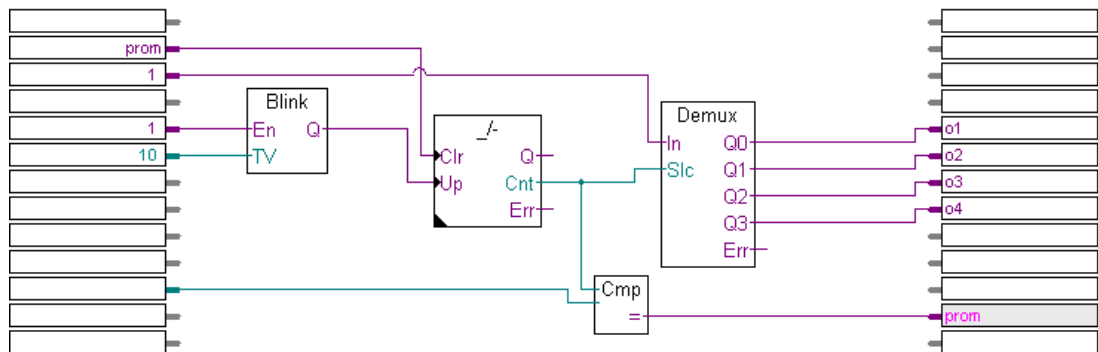 prom
1
Blink
Demux
_/-
1
En
Q
In
Q0
o1
10
TV
Clr
Q
Slc
Q1
o2
Up
Cnt
Q2
o3
Err
Q3
o4
Err
Cmp
=
prom